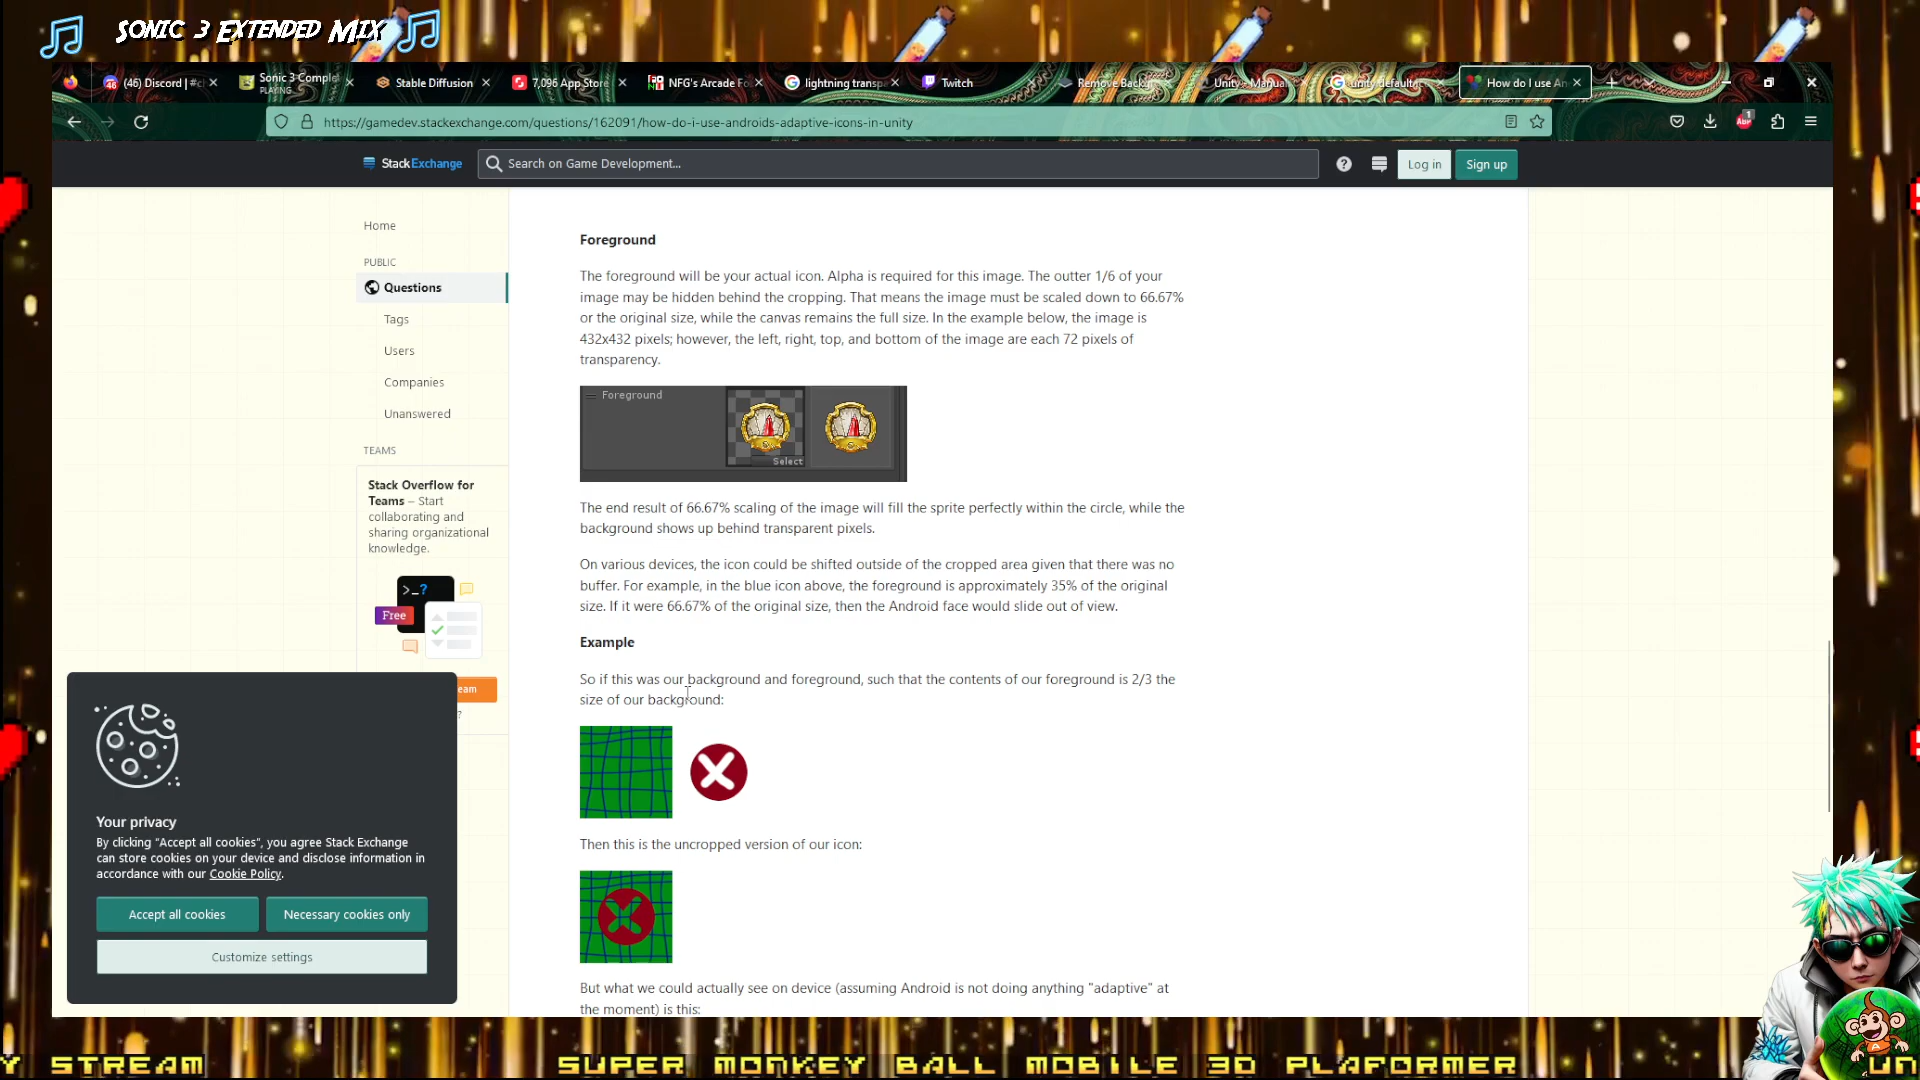 SONIC 3 EXTENDED MIX
(46) Discord | #c
Sonic 3 Complet
PLAYING
Stable Diffusion
7,096 App Store
NFG's Arcade Fo
lightning transp
Twitch
Remove Backg
Unity - Manual
unity default
How do I use An
https://gamedev.stackexchange.com/questions/162091/how-do-i-use-androids-adaptive-icons-in-unity
ABP
1
StackExchange
Search on Game Development...
Log in
Sign up
Home
PUBLIC
Questions
Tags
Users
Companies
Unanswered
TEAMS
Stack Overflow for
Teams – Start
collaborating and
sharing organizational
knowledge.
>_?
Free
eam
?
Foreground
The foreground will be your actual icon. Alpha is required for this image. The outter 1/6 of your
image may be hidden behind the cropping. That means the image must be scaled down to 66.67%
or the original size, while the canvas remains the full size. In the example below, the image is
432x432 pixels; however, the left, right, top, and bottom of the image are each 72 pixels of
transparency.
Foreground
Select
The end result of 66.67% scaling of the image will fill the sprite perfectly within the circle, while the
background shows up behind transparent pixels.
On various devices, the icon could be shifted outside of the cropped area given that there was no
buffer. For example, in the blue icon above, the foreground is approximately 35% of the original
size. If it were 66.67% of the original size, then the Android face would slide out of view.
Example
So if this was our background and foreground, such that the contents of our foreground is 2/3 the
size of our background:
Then this is the uncropped version of our icon:
But what we could actually see on device (assuming Android is not doing anything "adaptive" at
the moment) is this:
Your privacy
By clicking “Accept all cookies”, you agree Stack Exchange
can store cookies on your device and disclose information in
accordance with our Cookie Policy.
Accept all cookies
Necessary cookies only
Customize settings
Y STREAM
SUPER MONKEY BALL MOBILE 3D PLAFORMER
UN